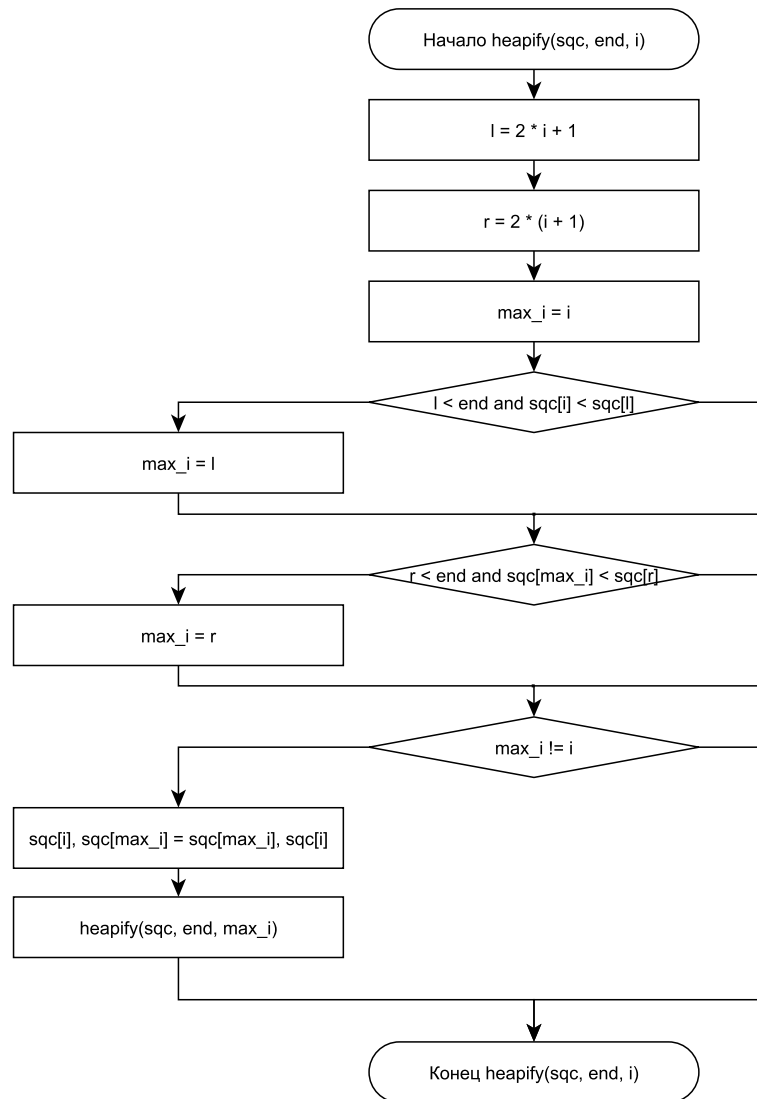 Начало heapify(sqc, end, i)
l = 2 * i + 1
r = 2 * (i + 1)
max_i = i
l < end and sqc[i] < sqc[l]
max_i = l
r < end and sqc[max_i] < sqc[r]
max_i = r
max_i != i
sqc[i], sqc[max_i] = sqc[max_i], sqc[i]
heapify(sqc, end, max_i)
Конец heapify(sqc, end, i)